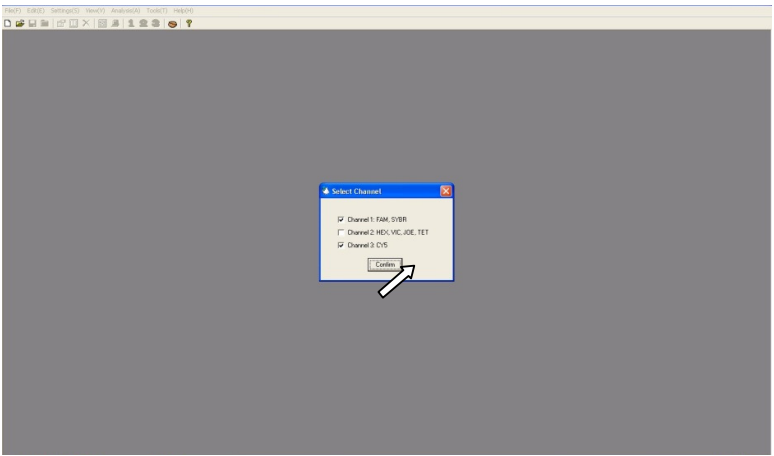 File(F) Edit(E) Settings(S) View(V) Analysis(A) Tools(T) Help(H)
Select Channel
Channel 1: FAM, SYBR
Channel 2: HEX, VIC, JOE, TET
Channel 3: CY5
Confirm